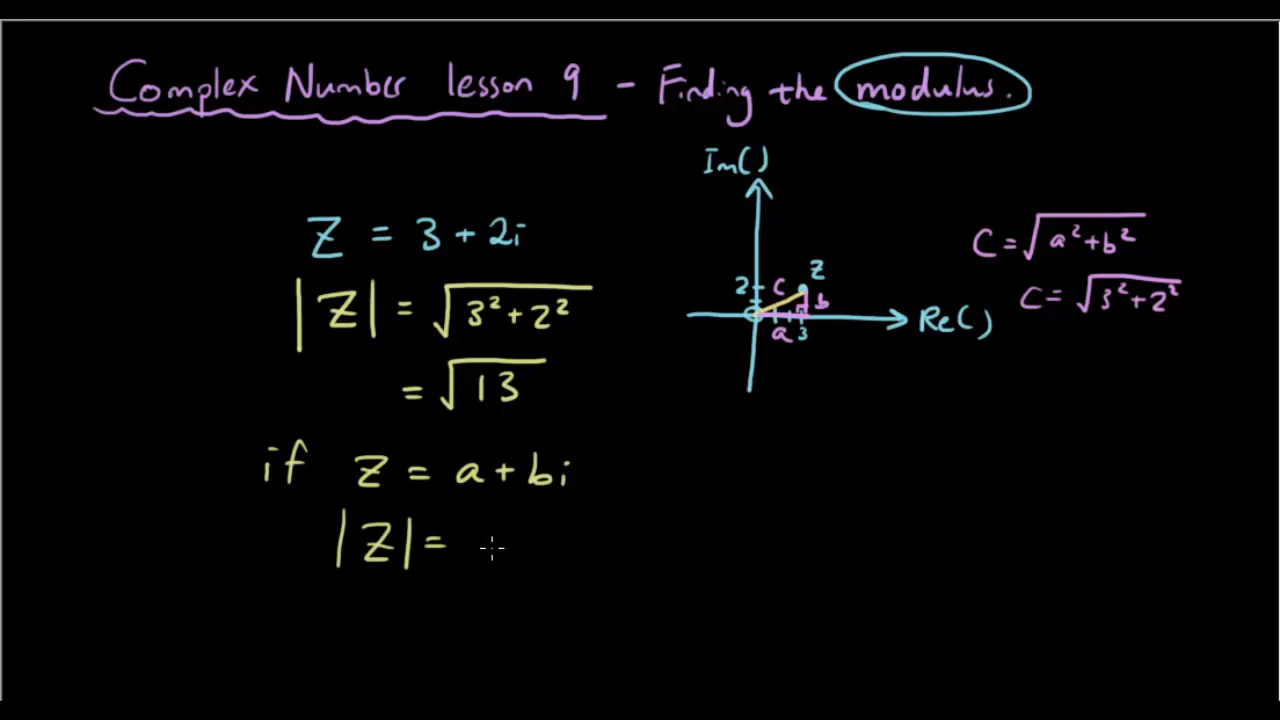 Complex Number lesson 9 - Finding the modulus.
Im()
Z = 3 + 2i
|Z| = √3²+2²
= √13
if z = a + bi
|Z| =
2
c
z
b
a
3
Re()
C = √a²+b²
C = √3²+2²